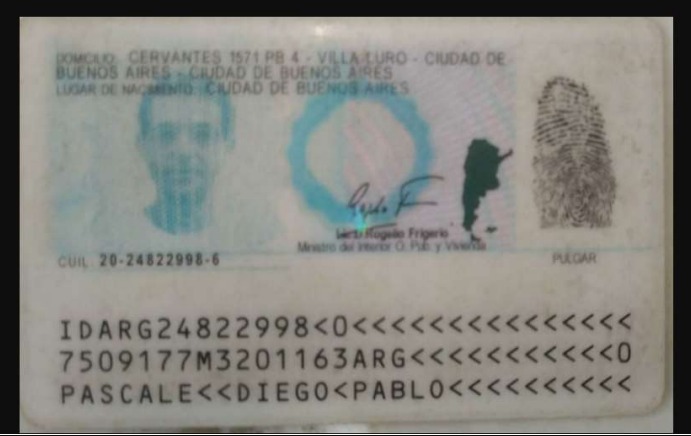 DOMICILIO: CERVANTES 1571 PB 4 - VILLA LURO - CIUDAD DE
BUENOS AIRES - CIUDAD DE BUENOS AIRES
LUGAR DE NACIMIENTO: CIUDAD DE BUENOS AIRES
Rogelio Frigerio
Ministro del Interior O. Pub. y Vivienda
CUIL: 20-24822998-6
PULGAR
IDARG24822998<0<<<<<<<<<<<<<<<
7509177M3201163ARG<<<<<<<<<<<0
PASCALE<<DIEGO<PABLO<<<<<<<<<<